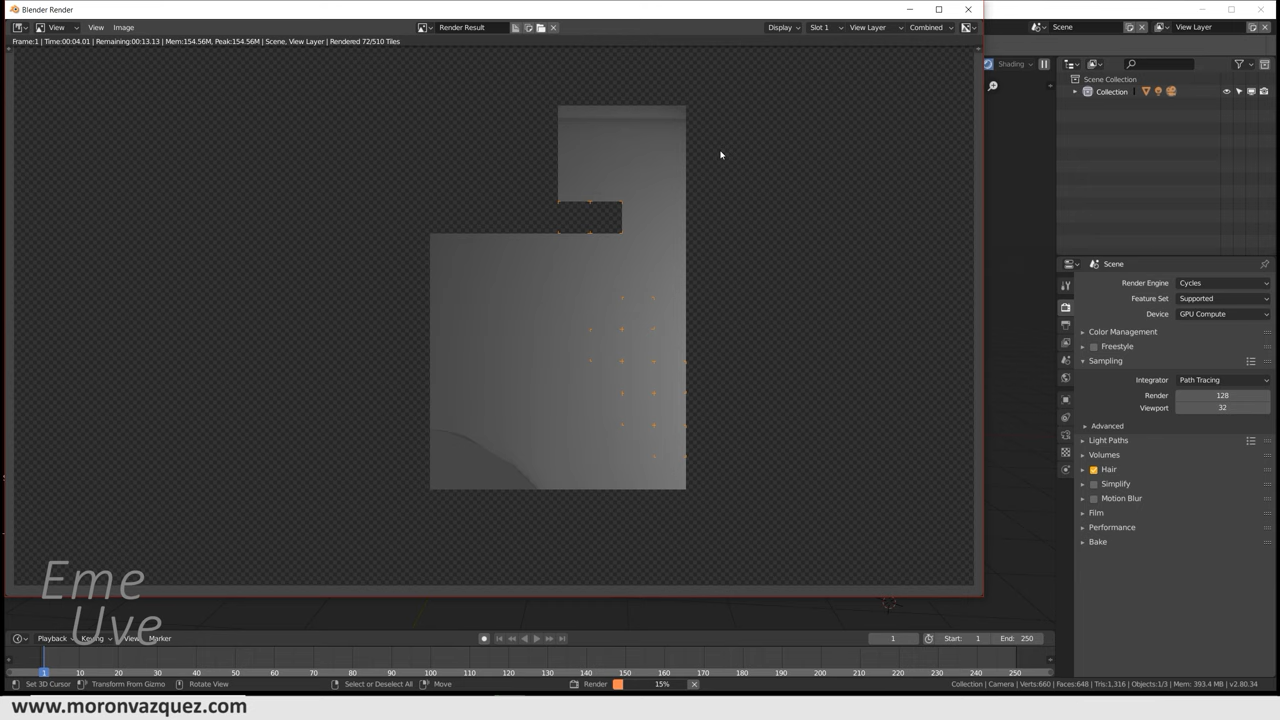 Blender Render
View View Image Render Result Display Slot 1 View Layer Combined Scene View Layer
Frame:1 | Time:00:04.01 | Remaining:00:13.13 | Mem:154.56M, Peak:154.56M | Scene, View Layer | Rendered 72/510 Tiles
Shading
Scene Collection
Collection
Scene
Render Engine Cycles
Feature Set Supported
Device GPU Compute
Color Management
Freestyle
Sampling
Integrator Path Tracing
Render 128
Viewport 32
Advanced
Light Paths
Volumes
Hair
Simplify
Motion Blur
Film
Performance
Bake
Eme
Uve
Playback Keying View Marker 1 Start: 1 End: 250
1 10 20 30 40 50 60 70 80 90 100 110 120 130 140 150 160 170 180 190 200 210 220 230 240 250
Set 3D Cursor Transform From Gizmo Rotate View Select or Deselect All Move Render 15% Collection | Camera | Verts:660 | Faces:648 | Tris:1,316 | Objects:1/3 | Mem: 393.4 MB | v2.80.34
www.moronvazquez.com